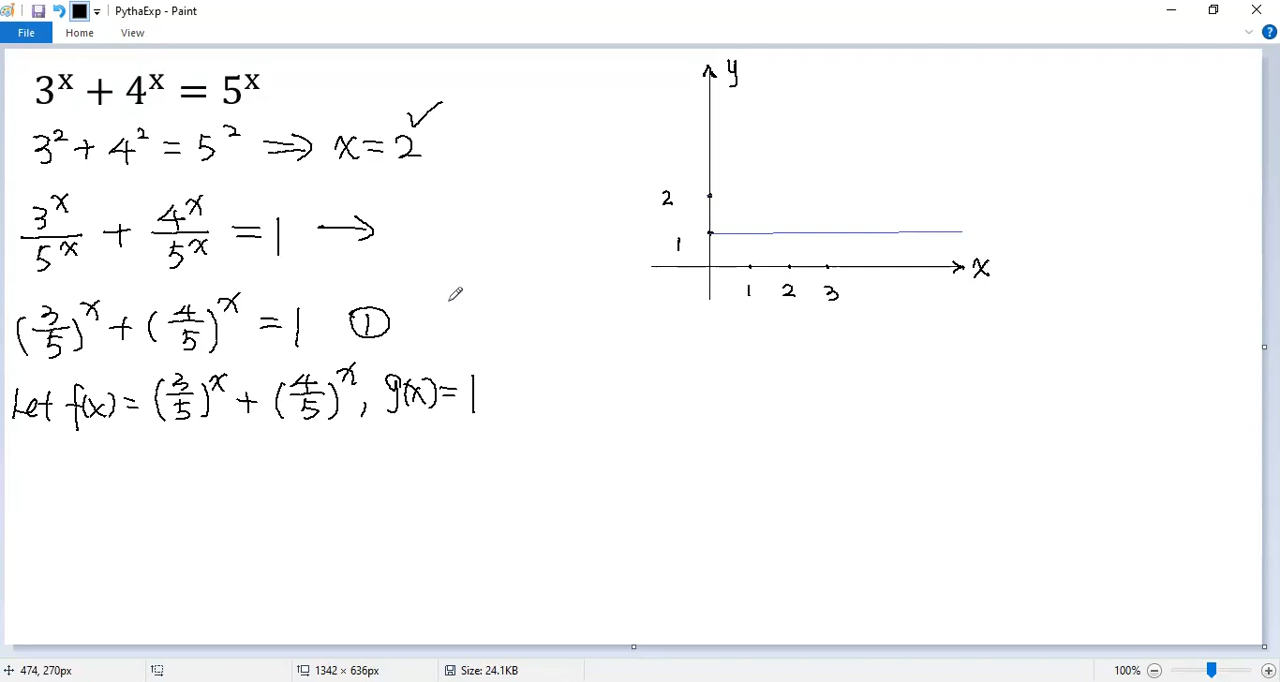 PythaExp - Paint
File Home View
3^x + 4^x = 5^x
3^2 + 4^2 = 5^2 ⟹ x = 2 ✓
3^x/5^x + 4^x/5^x = 1 →
(3/5)^x + (4/5)^x = 1 ①
Let f(x) = (3/5)^x + (4/5)^x, g(x) = 1
y
2
1
x
1 2 3
474, 270px 1342 × 636px Size: 24.1KB 100%